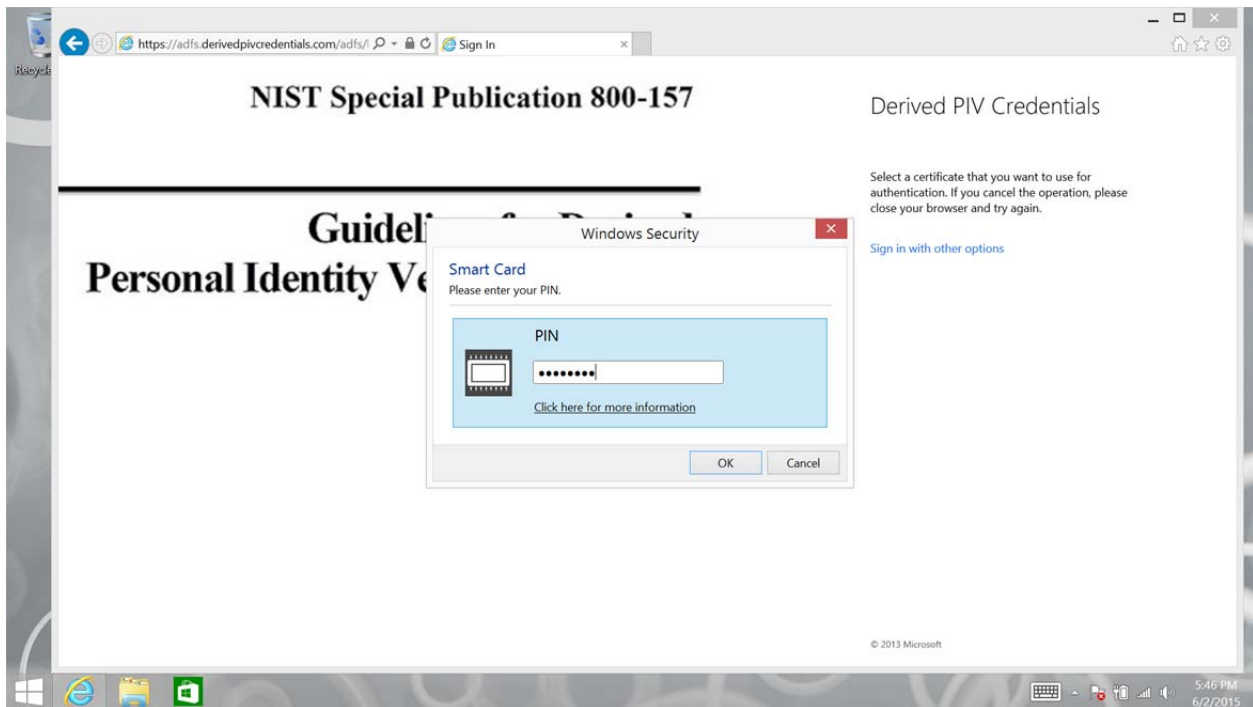 Recycle
https://adfs.derivedpivcredentials.com/adfs/l
Sign In
NIST Special Publication 800-157
Derived PIV Credentials
Select a certificate that you want to use for
authentication. If you cancel the operation, please
close your browser and try again.
Sign in with other options
Personal Identity Ve
Windows Security
Smart Card
Please enter your PIN.
PIN
Click here for more information
OK
Cancel
© 2013 Microsoft
5:46 PM
6/2/2015